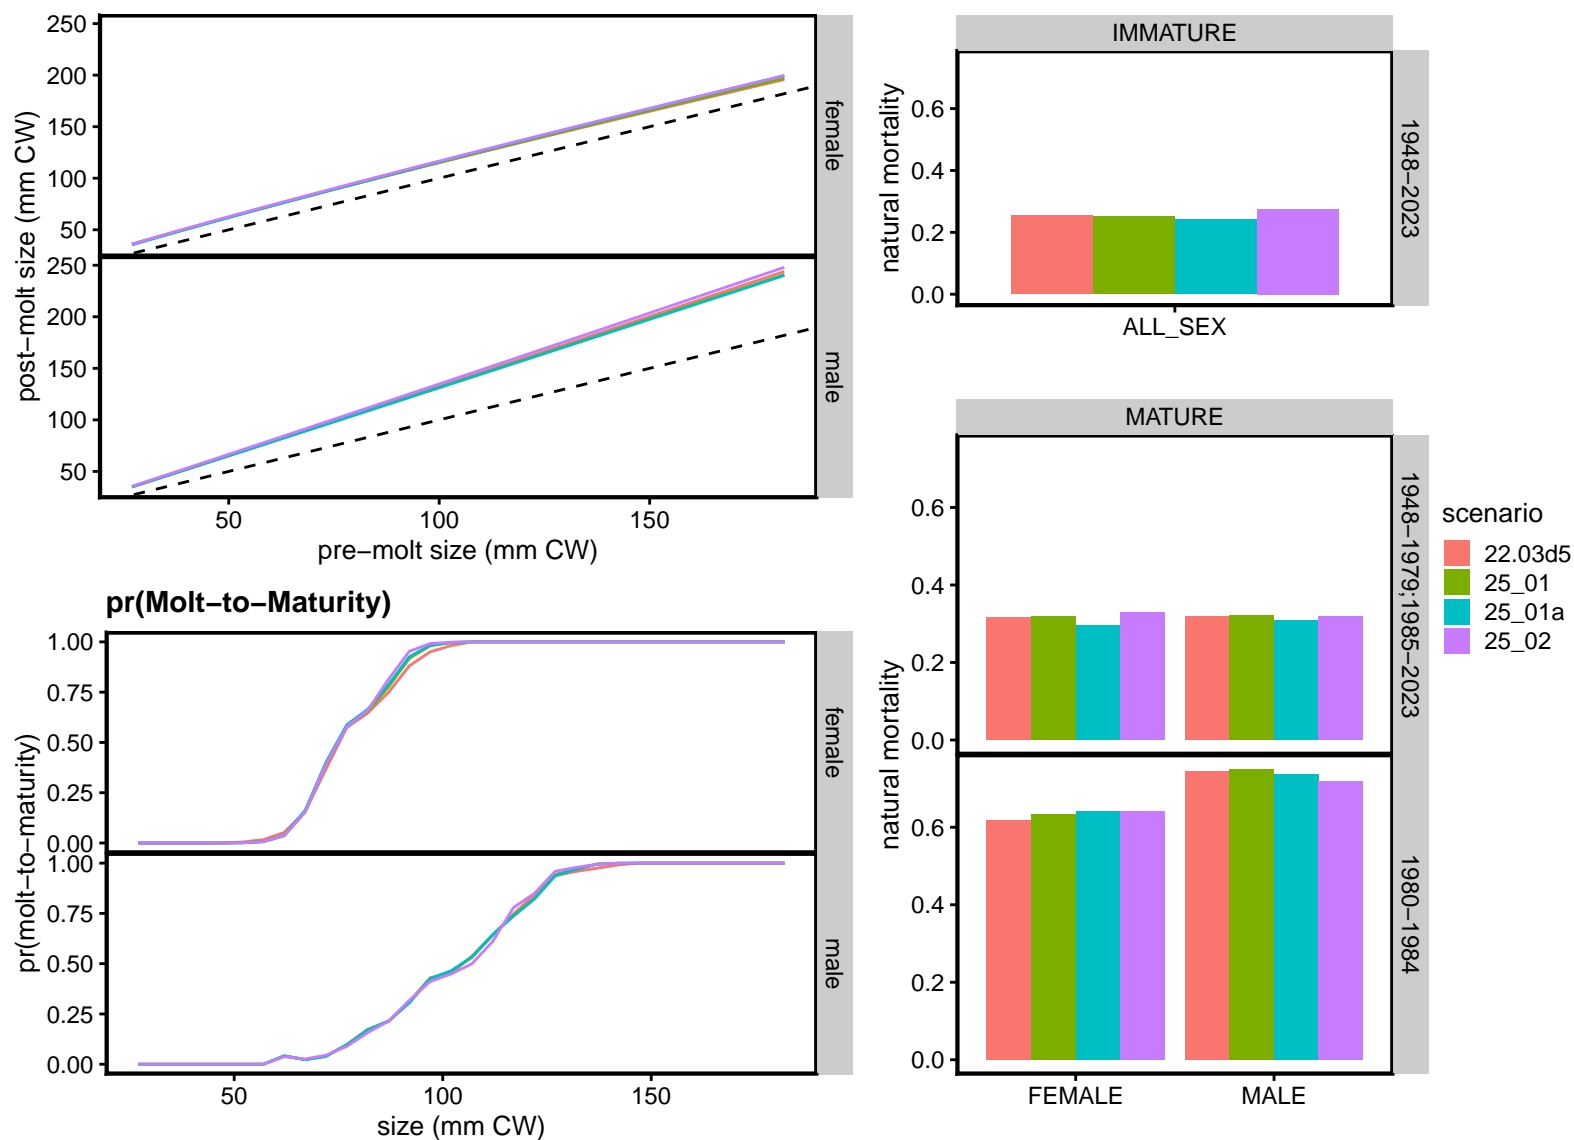 250
200
150
100
50
female
250
200
150
100
50
male
post−molt size (mm CW)
50
100
150
pre−molt size (mm CW)
pr(Molt−to−Maturity)
1.00
0.75
0.50
0.25
0.00
female
1.00
0.75
0.50
0.25
0.00
male
pr(molt−to−maturity)
50
100
150
size (mm CW)
IMMATURE
natural mortality
0.6
0.4
0.2
0.0
1948−2023
ALL_SEX
MATURE
natural mortality
0.6
0.4
0.2
0.0
1948−1979;1985−2023
natural mortality
0.6
0.4
0.2
0.0
1980−1984
FEMALE
MALE
scenario
22.03d5
25_01
25_01a
25_02